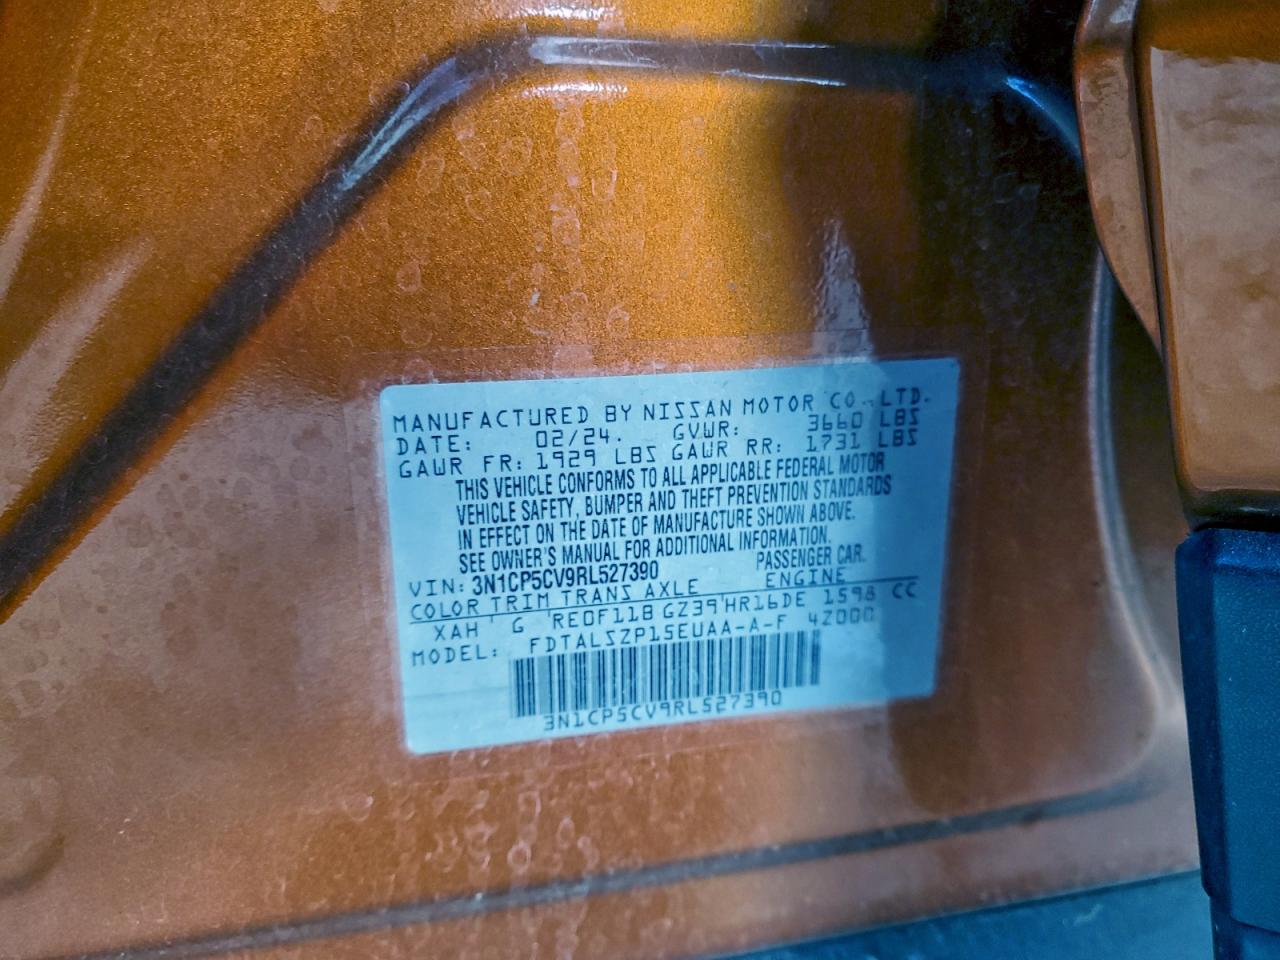 MANUFACTURED BY NISSAN MOTOR CO., LTD.
DATE: 02/24. GVWR: 3660 LBS
GAWR FR: 1929 LBS GAWR RR: 1731 LBS
THIS VEHICLE CONFORMS TO ALL APPLICABLE FEDERAL MOTOR
VEHICLE SAFETY, BUMPER AND THEFT PREVENTION STANDARDS
IN EFFECT ON THE DATE OF MANUFACTURE SHOWN ABOVE.
SEE OWNER'S MANUAL FOR ADDITIONAL INFORMATION.
VIN: 3N1CP5CV9RL527390 PASSENGER CAR.
COLOR TRIM TRANS AXLE ENGINE
XAH G RE0F11B GZ39 HR16DE 1598 CC
MODEL: FDTALSZP15EUAA-A-F 4Z000
3N1CP5CV9RL527390